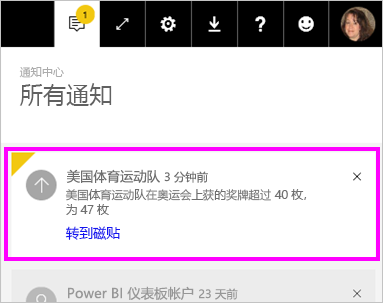 1
?
通知中心
所有通知
美国体育运动队 3 分钟前
美国体育运动队在奥运会上获的奖牌超过 40 枚,
为 47 枚
转到磁贴
Power BI 仪表板帐户 23 天前